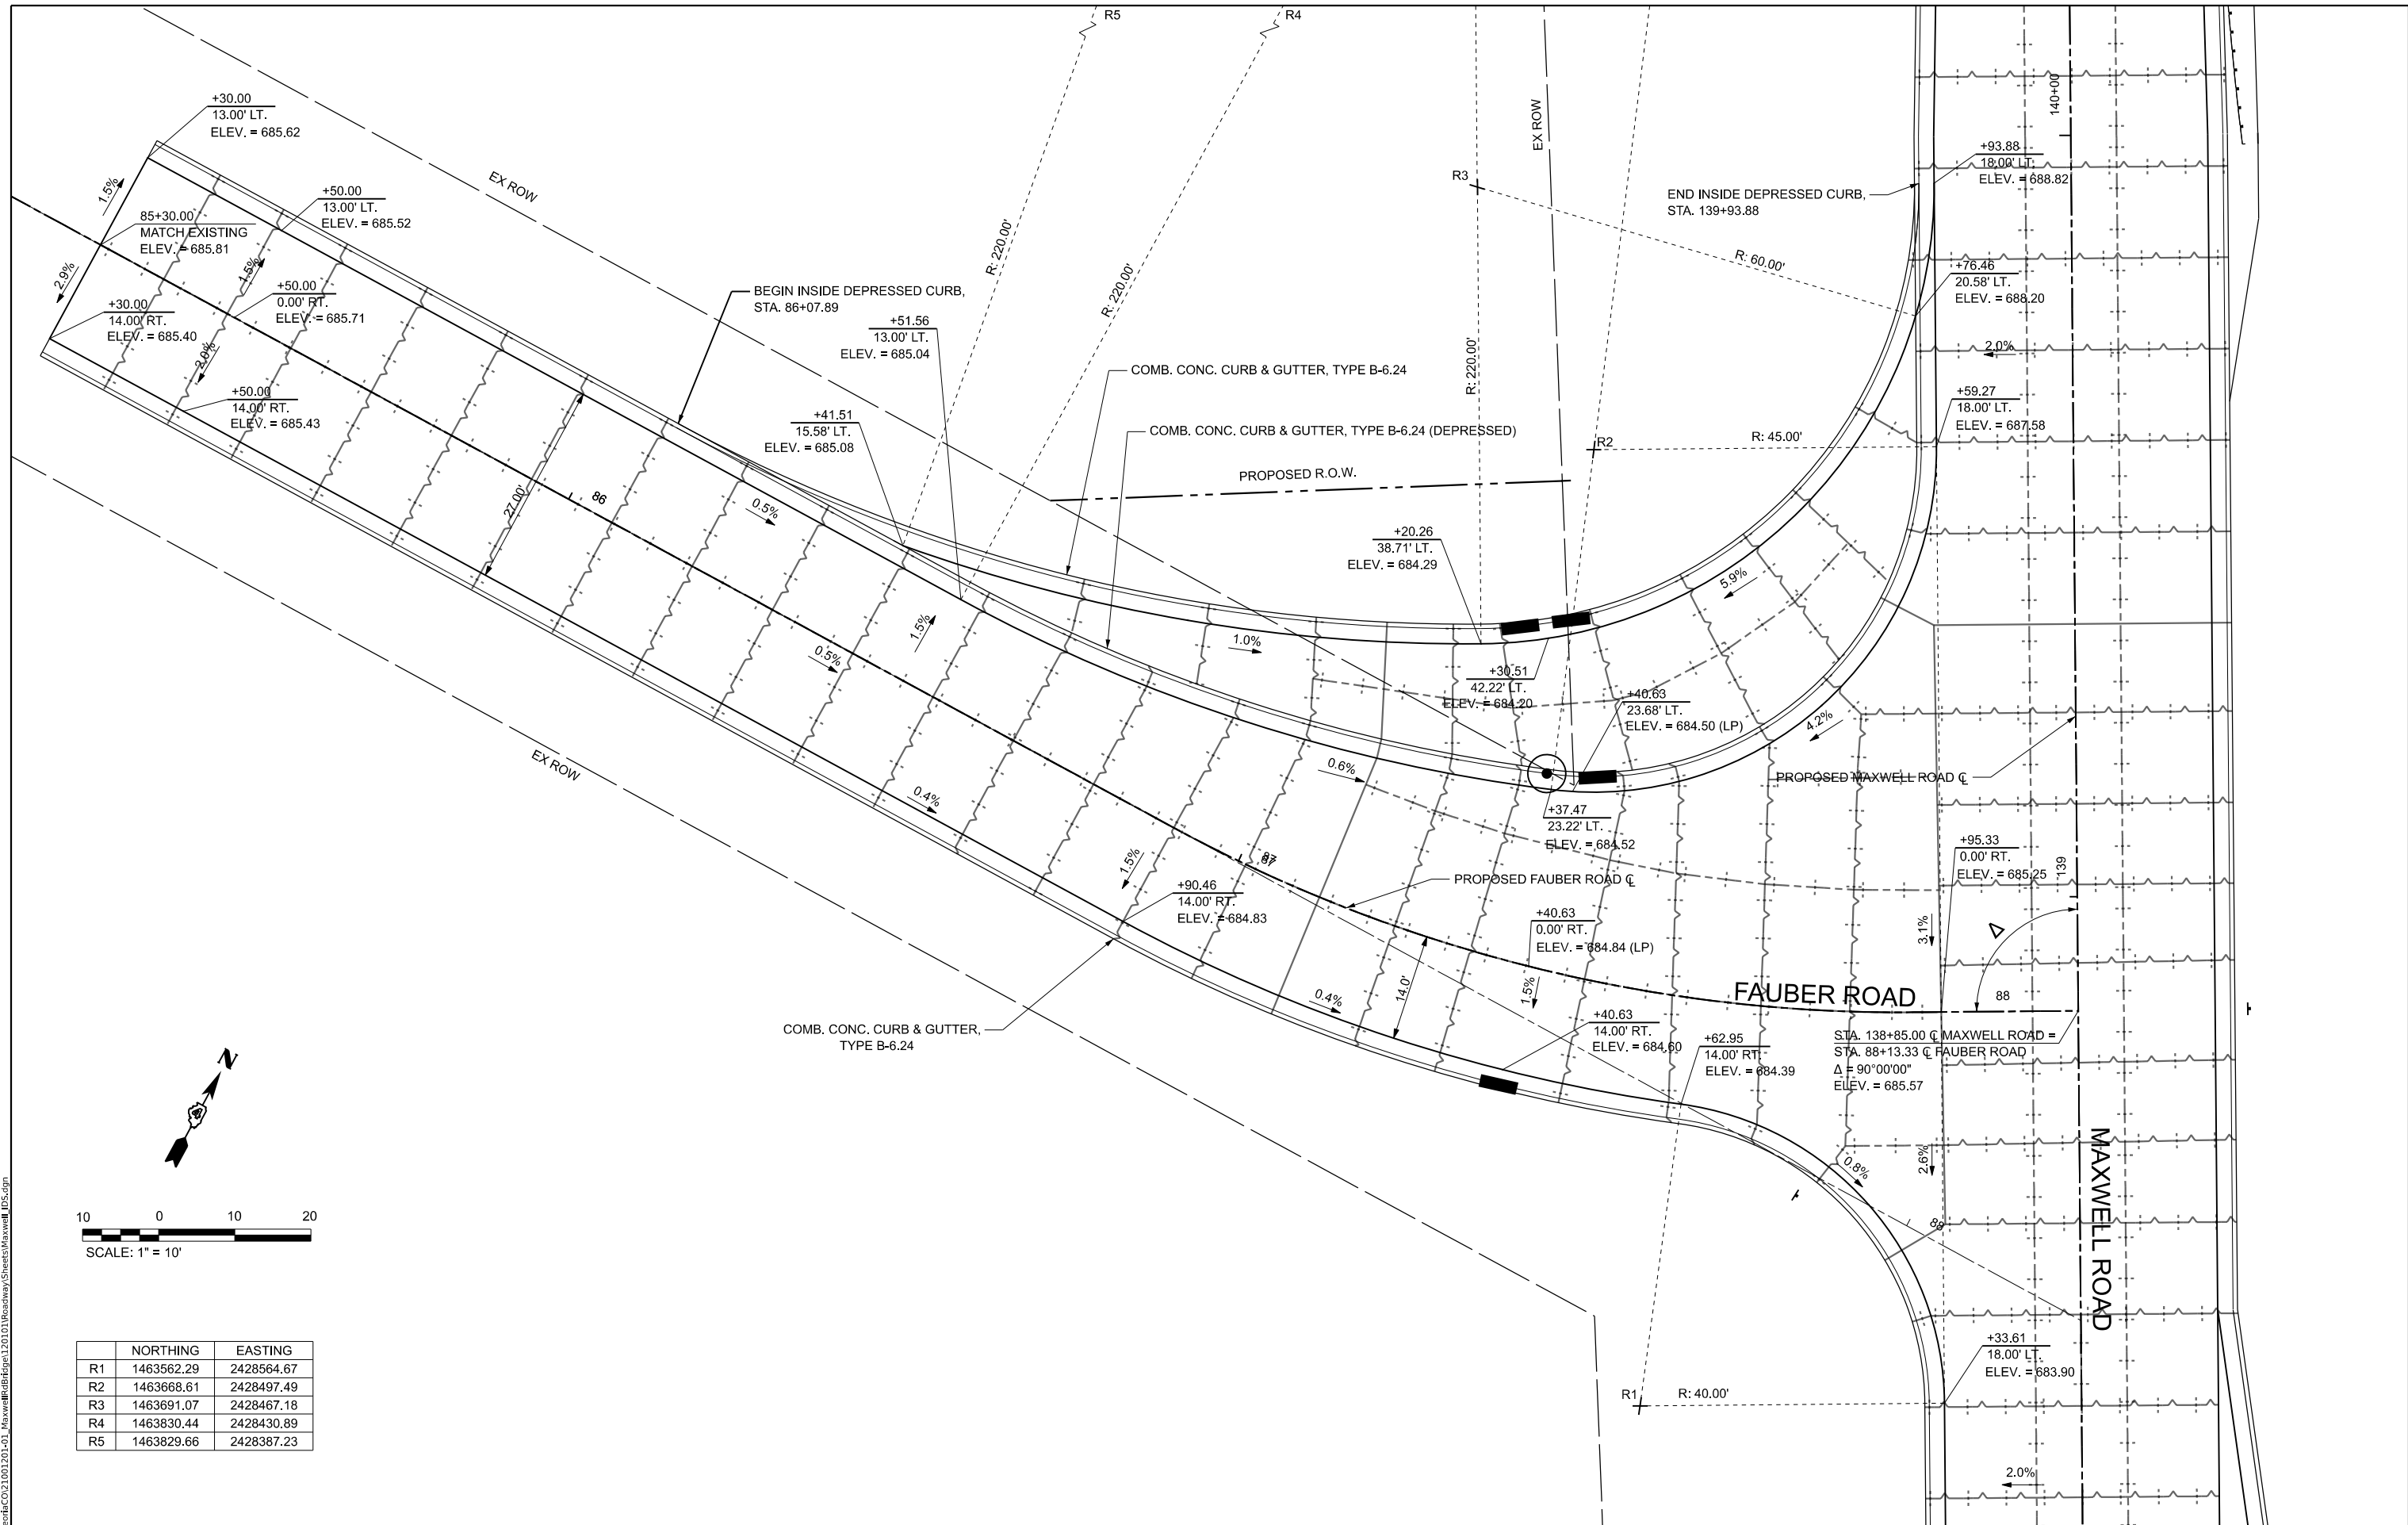 R5
R4
+30.00
13.00' LT.
ELEV. = 685.62
1.5%
EX ROW
EX ROW
140+00
+93.88
18.00' LT.
ELEV. = 688.82
R3
END INSIDE DEPRESSED CURB,
STA. 139+93.88
+50.00
13.00' LT.
ELEV. = 685.52
85+30.00
MATCH EXISTING
ELEV. = 685.81
2.9%
1.5%
R: 220.00'
R: 220.00'
R: 60.00'
+76.46
20.58' LT.
ELEV. = 688.20
+30.00
14.00' RT.
ELEV. = 685.40
+50.00
0.00' RT.
ELEV. = 685.71
2.0%
BEGIN INSIDE DEPRESSED CURB,
STA. 86+07.89
+51.56
13.00' LT.
ELEV. = 685.04
R: 220.00'
2.0%
COMB. CONC. CURB & GUTTER, TYPE B-6.24
+50.00
14.00' RT.
ELEV. = 685.43
+59.27
18.00' LT.
ELEV. = 687.58
+41.51
15.58' LT.
ELEV. = 685.08
COMB. CONC. CURB & GUTTER, TYPE B-6.24 (DEPRESSED)
R2
R: 45.00'
PROPOSED R.O.W.
86
27.00'
0.5%
+20.26
38.71' LT.
ELEV. = 684.29
5.9%
1.5%
0.5%
1.0%
+30.51
42.22' LT.
ELEV. = 684.20
+40.63
23.68' LT.
ELEV. = 684.50 (LP)
4.2%
EX ROW
0.4%
0.6%
PROPOSED MAXWELL ROAD ℄
+37.47
23.22' LT.
ELEV. = 684.52
+95.33
0.00' RT.
ELEV. = 685.25
139
1.5%
87
87
PROPOSED FAUBER ROAD ℄
+90.46
14.00' RT.
ELEV. = 684.83
+40.63
0.00' RT.
ELEV. = 684.84 (LP)
3.1%
Δ
14.0'
1.5%
0.4%
FAUBER ROAD
88
COMB. CONC. CURB & GUTTER,
TYPE B-6.24
+40.63
14.00' RT.
ELEV. = 684.60
+62.95
14.00' RT.
ELEV. = 684.39
STA. 138+85.00 ℄ MAXWELL ROAD =
STA. 88+13.33 ℄ FAUBER ROAD
Δ = 90°00'00"
ELEV. = 685.57
N
0.8%
2.6%
88
MAXWELL ROAD
10 0 10 20
SCALE: 1" = 10'
+33.61
18.00' LT.
ELEV. = 683.90
R1
R: 40.00'
2.0%
NORTHING EASTING
R1 1463562.29 2428564.67
R2 1463668.61 2428497.49
R3 1463691.07 2428467.18
R4 1463830.44 2428430.89
R5 1463829.66 2428387.23